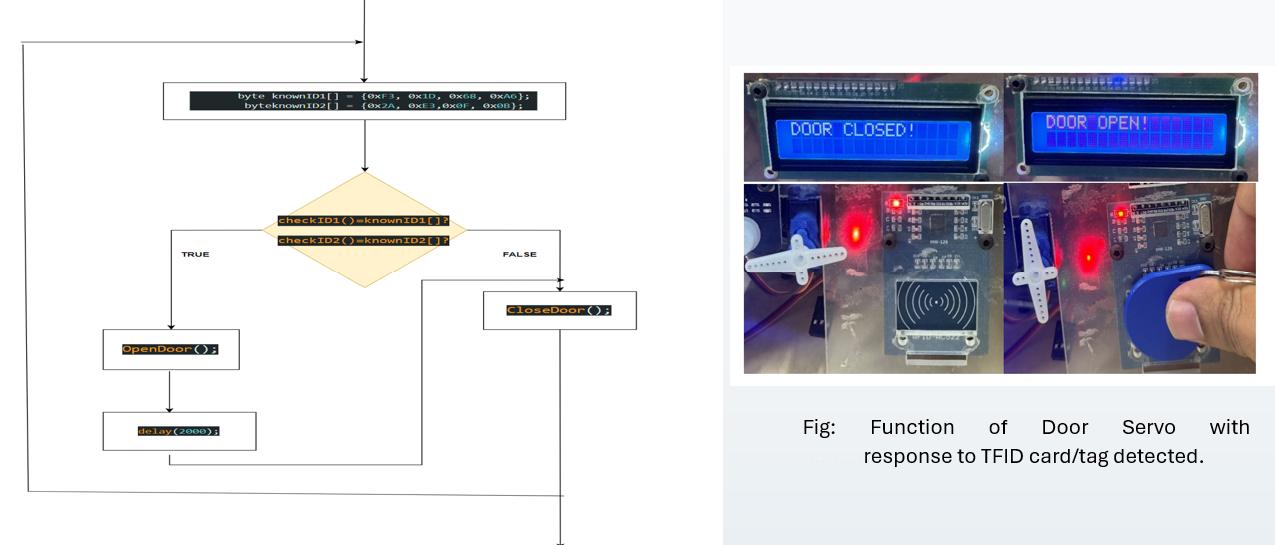 byte knownID1[] = {0xF3, 0x1D, 0x68, 0xA6};
byteknownID2[] = {0x2A, 0xE3,0x0F, 0x0B};
checkID1()=knownID1[]?
checkID2()=knownID2[]?
TRUE
FALSE
OpenDoor();
CloseDoor();
delay(2000);
DOOR CLOSED!
DOOR OPEN!
RFID-RC522
Fig: Function of Door Servo with
response to TFID card/tag detected.